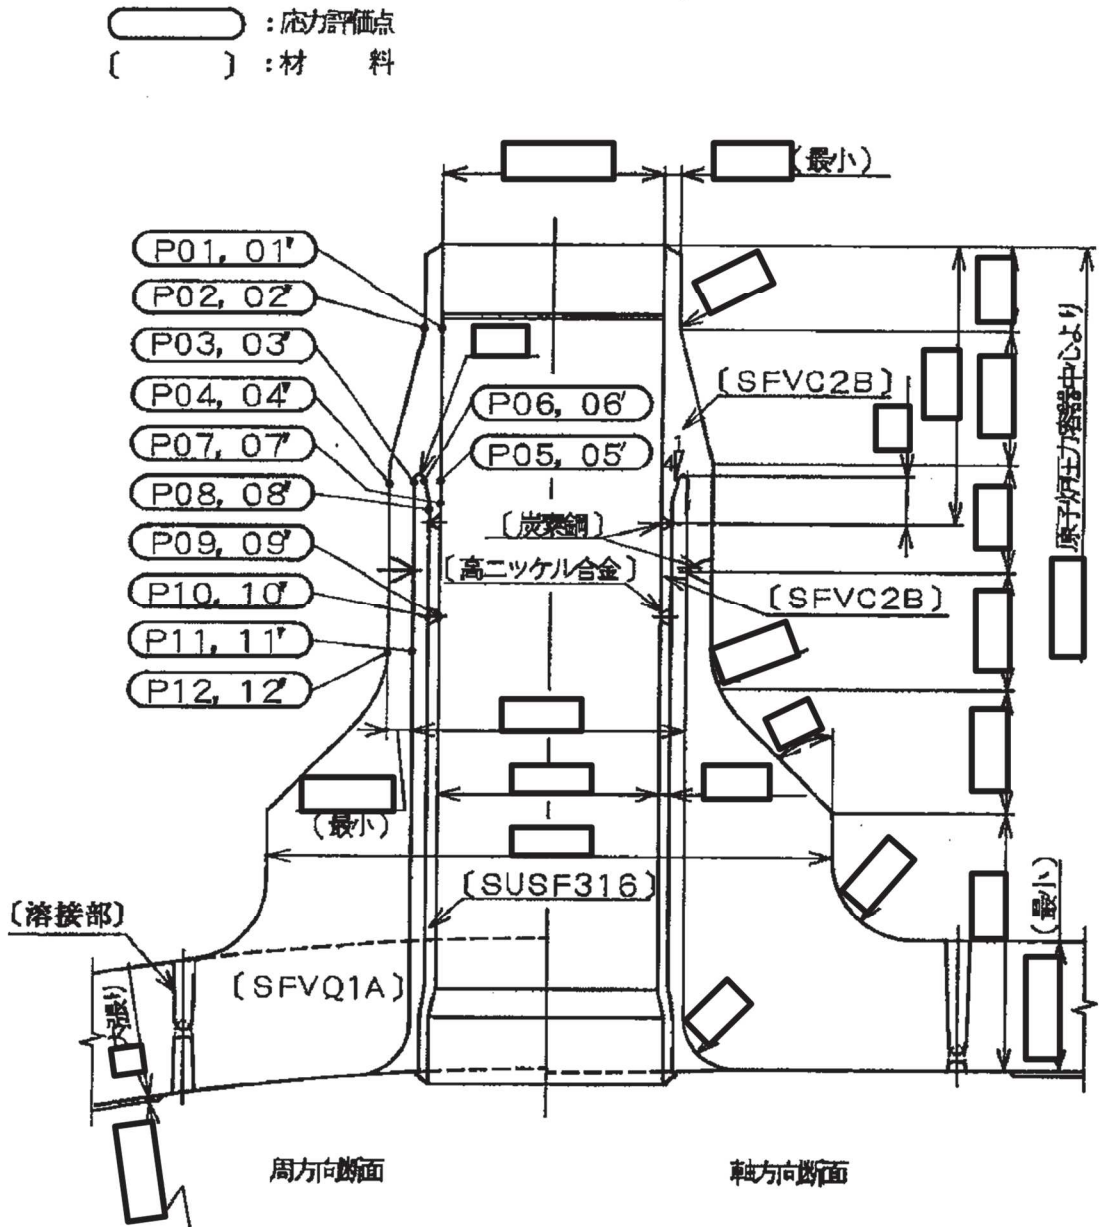 ：応力評価点
〔　　〕：材　料
（最小）
P01, 01'
P02, 02'
P03, 03'
P04, 04'
P07, 07'
P08, 08'
P09, 09'
P10, 10'
P11, 11'
P12, 12'
P06, 06'
P05, 05'
〔SFVC2B〕
〔炭素鋼〕
〔高ニッケル合金〕
〔SFVC2B〕
原子炉圧力容器中心より
（最小）
〔SUSF316〕
〔溶接部〕
〔SFVQ1A〕
（最小）
周方向断面
軸方向断面